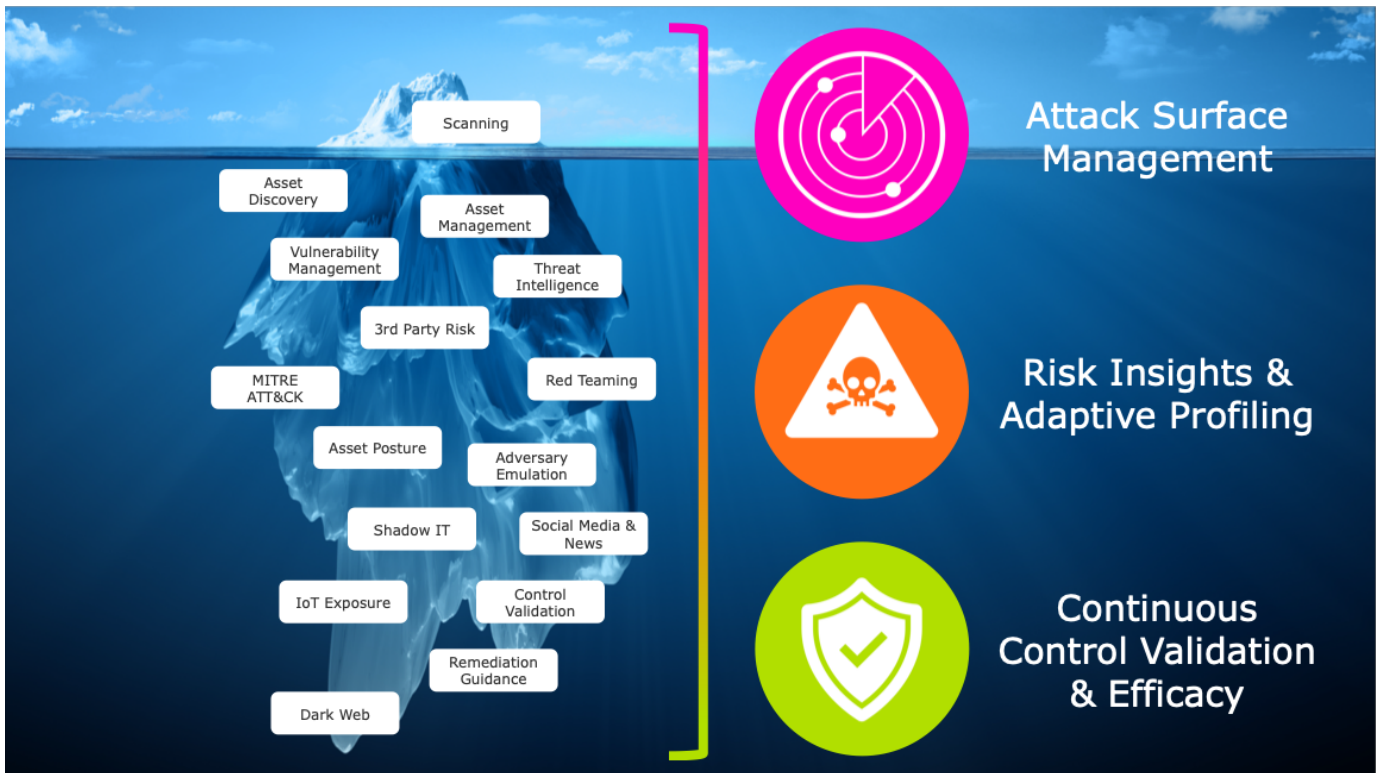 Scanning
Asset
Discovery
Asset
Management
Vulnerability
Management
Threat
Intelligence
3rd Party Risk
MITRE
ATT&CK
Red Teaming
Asset Posture
Adversary
Emulation
Shadow IT
Social Media &
News
IoT Exposure
Control
Validation
Remediation
Guidance
Dark Web
Attack Surface
Management
Risk Insights &
Adaptive Profiling
Continuous
Control Validation
& Efficacy